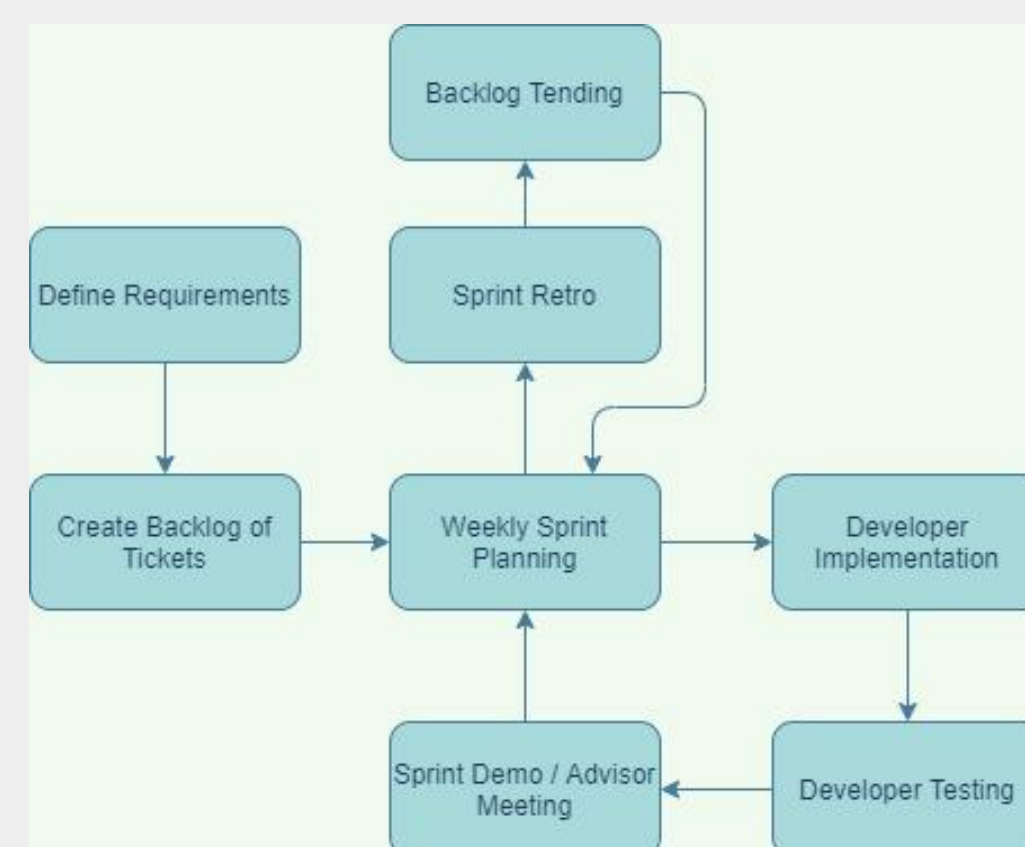 Backlog Tending
Define Requirements
Sprint Retro
Create Backlog of
Tickets
Weekly Sprint
Planning
Developer
Implementation
Sprint Demo / Advisor
Meeting
Developer Testing